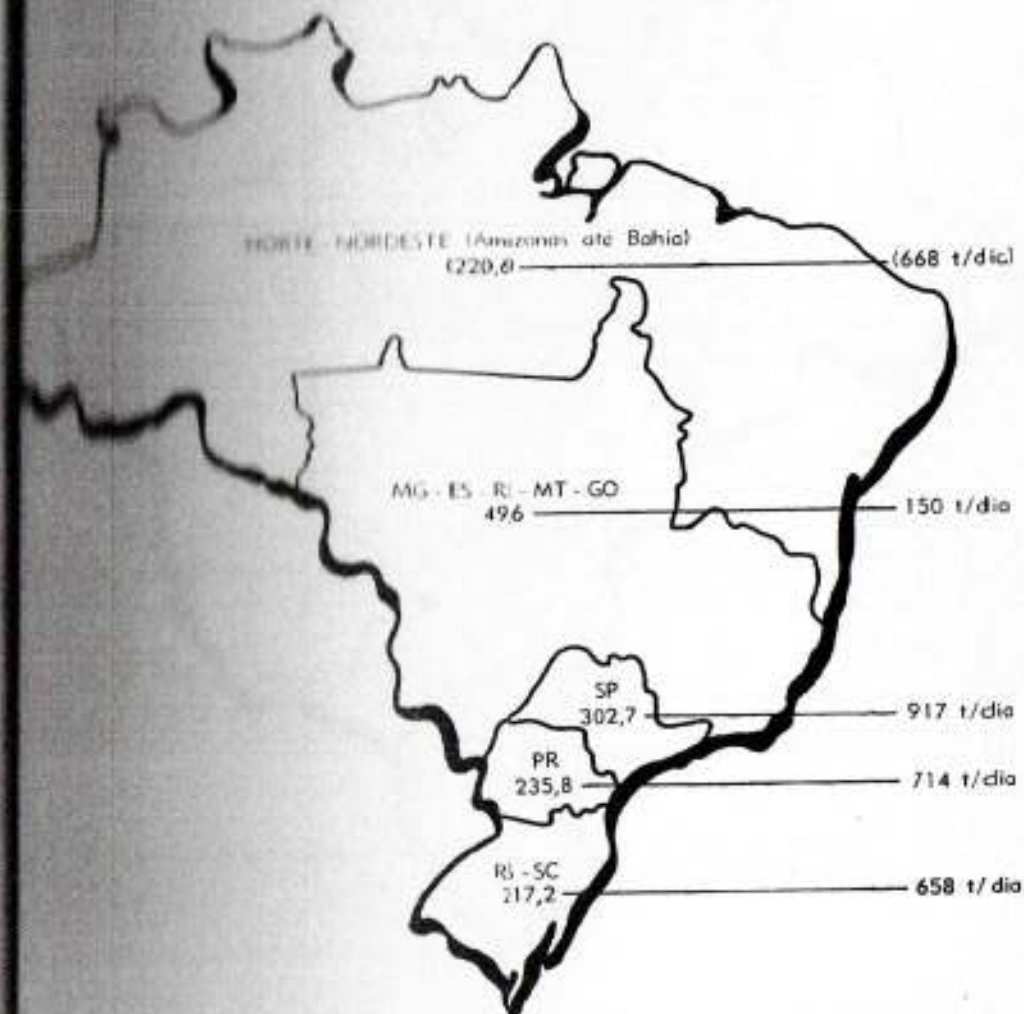 NORTE - NORDESTE (Amazonas até Bahia)
(220,6) (668 t/dia)
MG - ES - RJ - MT - GO
49,6 150 t/dia
SP
302,7 917 t/dia
PR
235,8 714 t/dia
RS - SC
217,2 658 t/dia